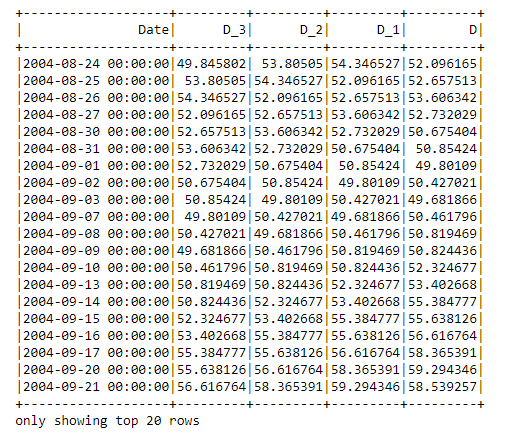 +-------------------+---------+---------+---------+---------+
|               Date|      D_3|      D_2|      D_1|        D|
+-------------------+---------+---------+---------+---------+
|2004-08-24 00:00:00|49.845802| 53.80505|54.346527|52.096165|
|2004-08-25 00:00:00| 53.80505|54.346527|52.096165|52.657513|
|2004-08-26 00:00:00|54.346527|52.096165|52.657513|53.606342|
|2004-08-27 00:00:00|52.096165|52.657513|53.606342|52.732029|
|2004-08-30 00:00:00|52.657513|53.606342|52.732029|50.675404|
|2004-08-31 00:00:00|53.606342|52.732029|50.675404| 50.85424|
|2004-09-01 00:00:00|52.732029|50.675404| 50.85424| 49.80109|
|2004-09-02 00:00:00|50.675404| 50.85424| 49.80109|50.427021|
|2004-09-03 00:00:00| 50.85424| 49.80109|50.427021|49.681866|
|2004-09-07 00:00:00| 49.80109|50.427021|49.681866|50.461796|
|2004-09-08 00:00:00|50.427021|49.681866|50.461796|50.819469|
|2004-09-09 00:00:00|49.681866|50.461796|50.819469|50.824436|
|2004-09-10 00:00:00|50.461796|50.819469|50.824436|52.324677|
|2004-09-13 00:00:00|50.819469|50.824436|52.324677|53.402668|
|2004-09-14 00:00:00|50.824436|52.324677|53.402668|55.384777|
|2004-09-15 00:00:00|52.324677|53.402668|55.384777|55.638126|
|2004-09-16 00:00:00|53.402668|55.384777|55.638126|56.616764|
|2004-09-17 00:00:00|55.384777|55.638126|56.616764|58.365391|
|2004-09-20 00:00:00|55.638126|56.616764|58.365391|59.294346|
|2004-09-21 00:00:00|56.616764|58.365391|59.294346|58.539257|
+-------------------+---------+---------+---------+---------+
only showing top 20 rows